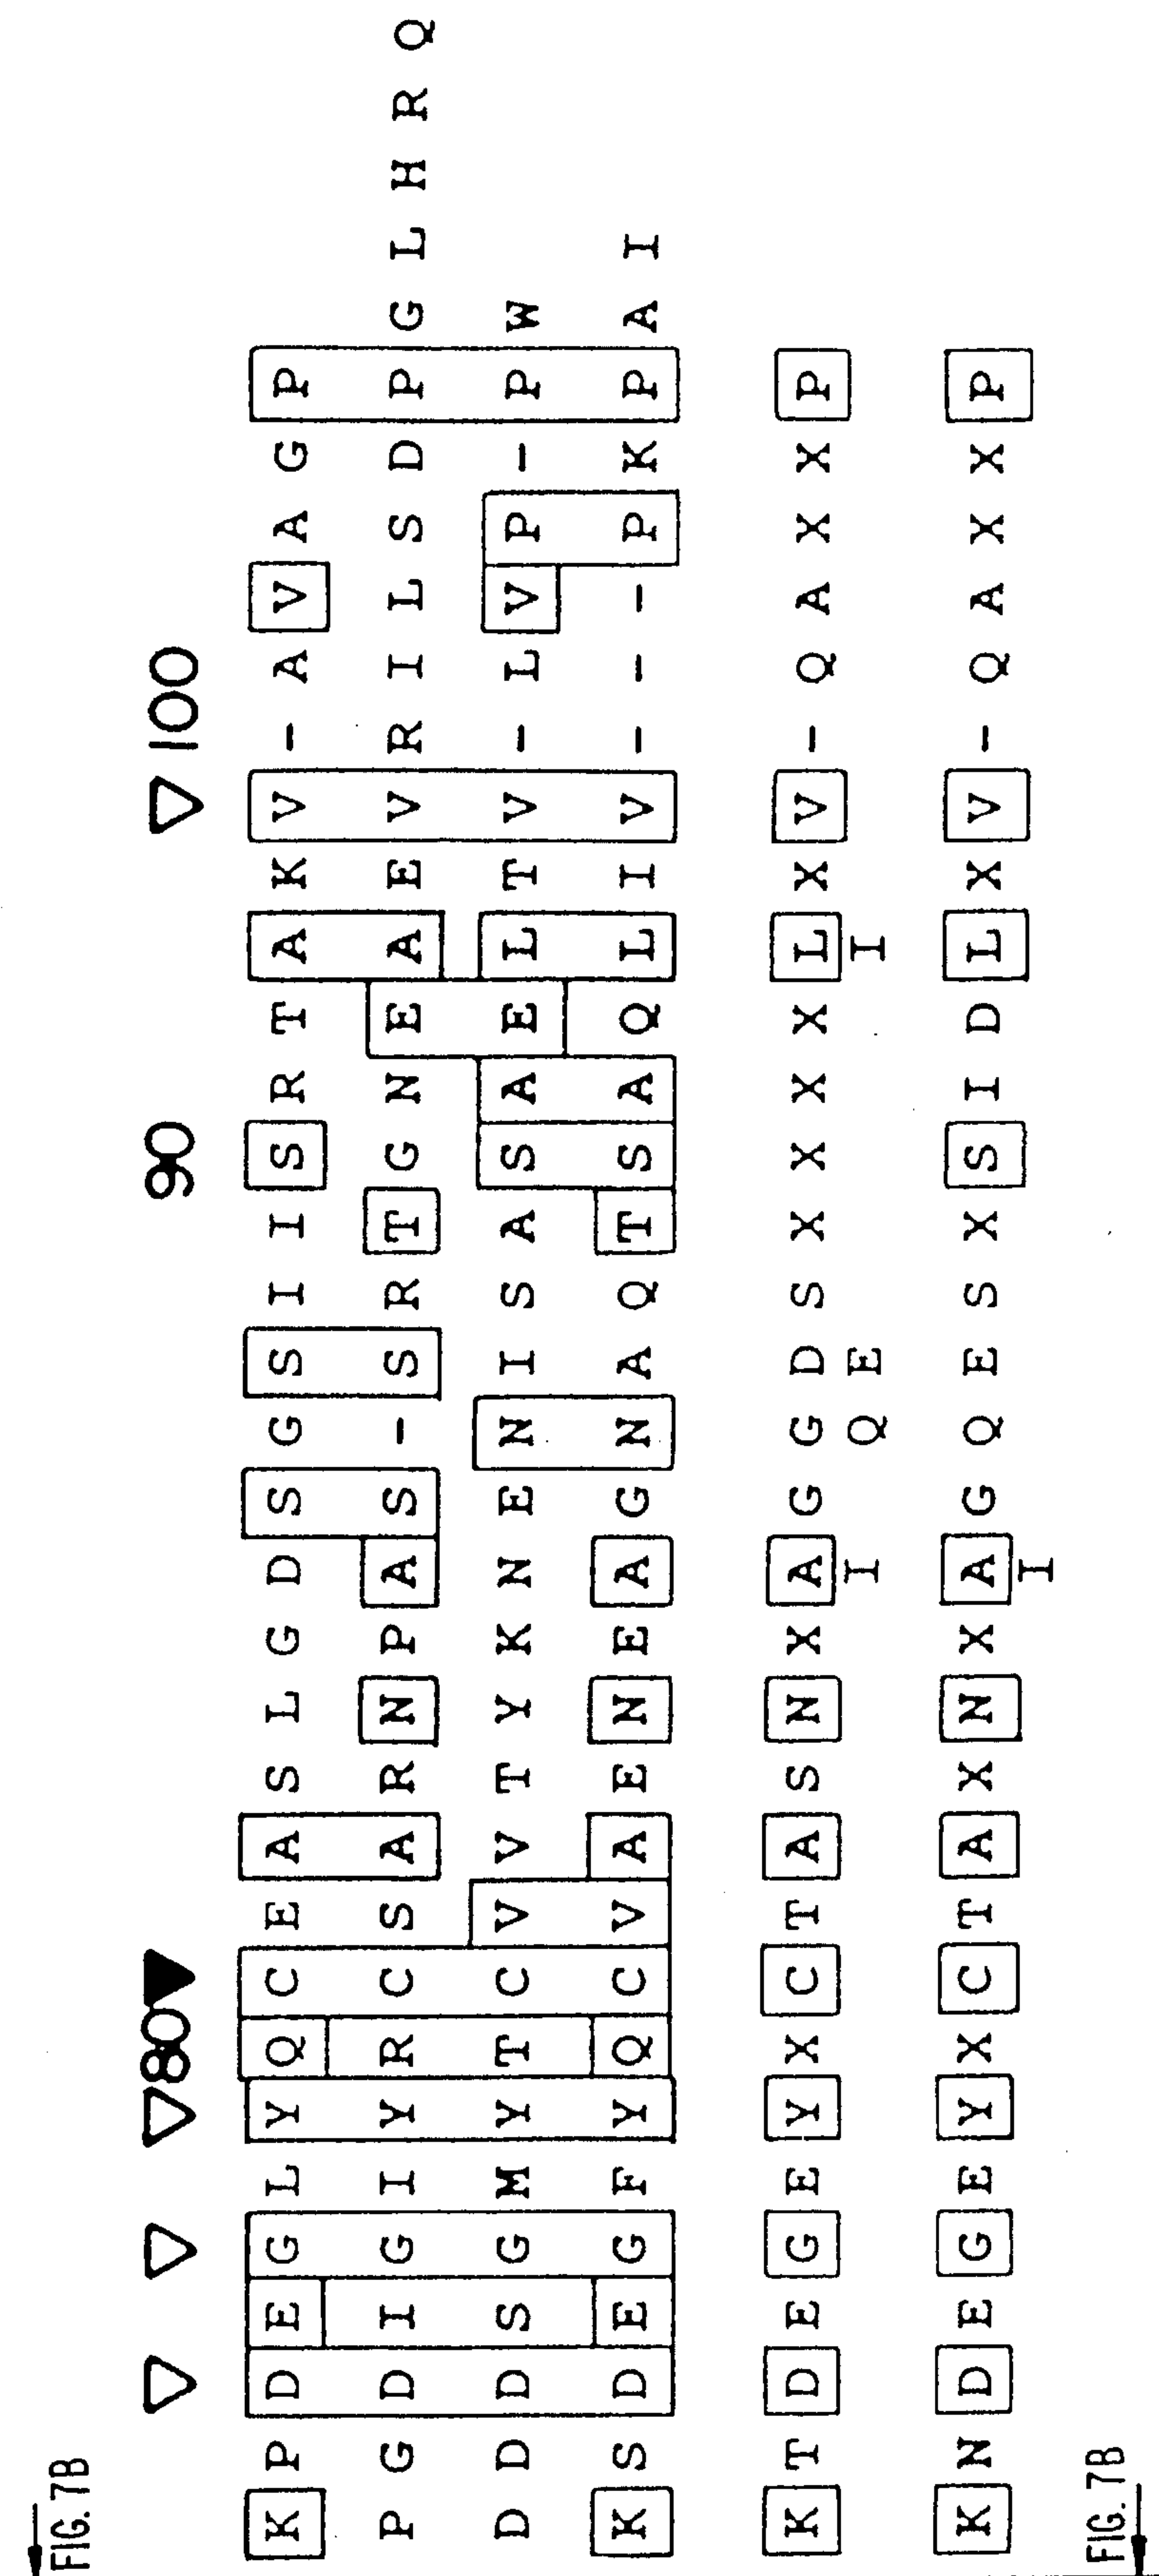 FIG. 7B
▽ ▽ ▽ 80 ▼ 90 ▽ 100
K P D E G L Y Q C E A S L G D S G S I I S R T A K V - A V A G P
P G D I G I Y R C S A R N P A S - S R T G N E A E V R I L S D P G L H R Q
D D D S G M Y T C V V T Y K N E N I S A S A E L T V - L V P - P W
K S D E G F Y Q C V A E N E A G N A Q T S A Q L I V - - - P K P A I
K T D E G E Y X C T A S N X A G G D S X X X X L X V - Q A X X P
I Q E I
K N D E G E Y X C T A X N X A G Q E S X S I D L X V - Q A X X P
I
FIG. 7B